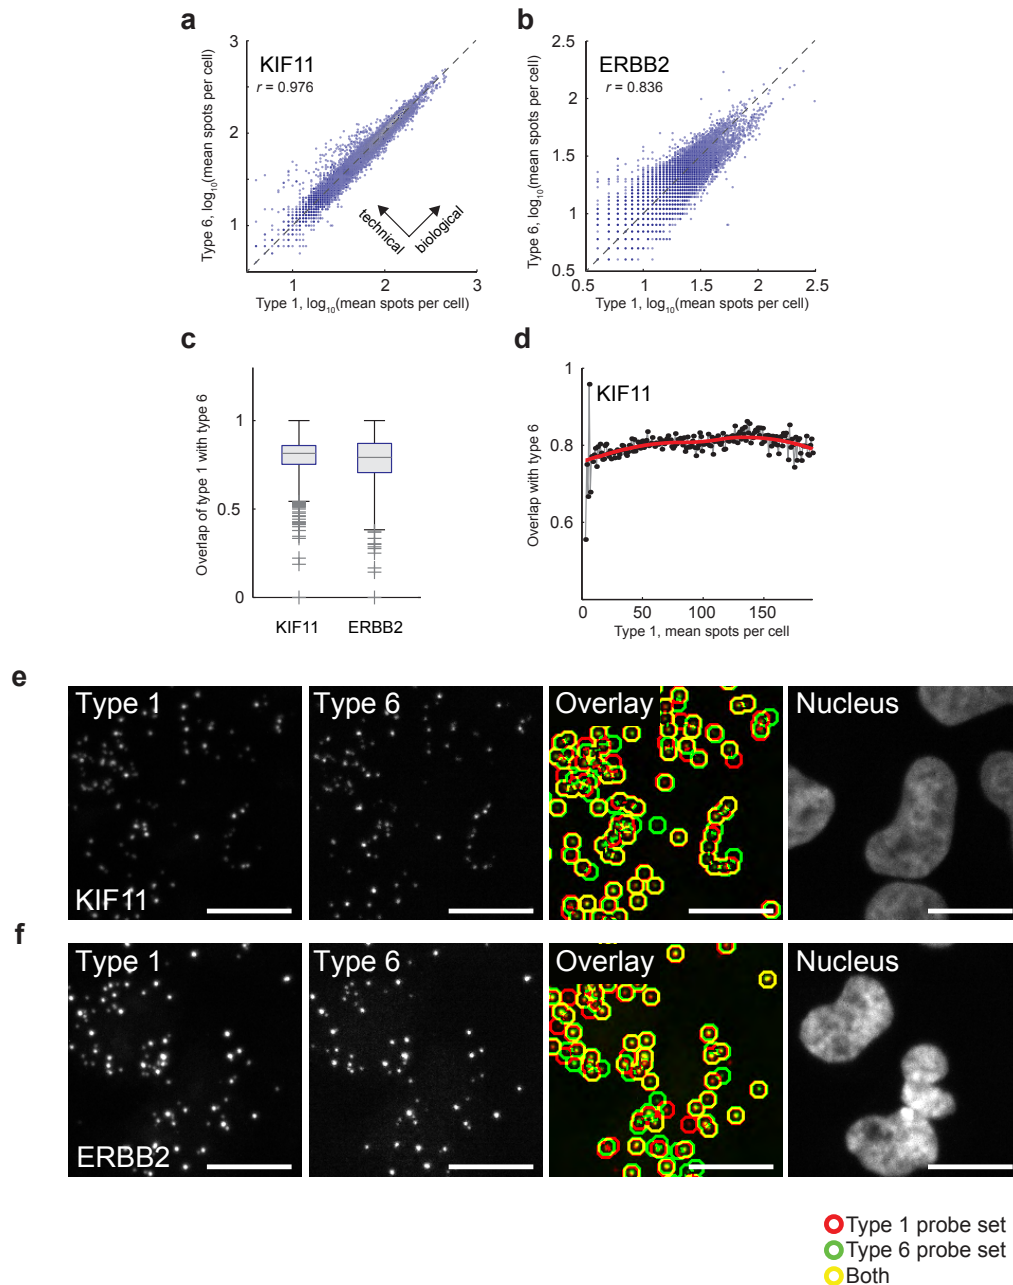 a
KIF11
r = 0.976
3
2
1
1
2
3
Type 6, log10(mean spots per cell)
Type 1, log10(mean spots per cell)
technical
biological
b
ERBB2
r = 0.836
2.5
2
1.5
1
0.5
0.5
1
1.5
2
2.5
Type 6, log10(mean spots per cell)
Type 1, log10(mean spots per cell)
c
1
0.5
0
Overlap of type 1 with type 6
KIF11
ERBB2
d
KIF11
1
0.8
0.6
0
50
100
150
Overlap with type 6
Type 1, mean spots per cell
e
Type 1
Type 6
Overlay
Nucleus
KIF11
f
Type 1
Type 6
Overlay
Nucleus
ERBB2
Type 1 probe set
Type 6 probe set
Both